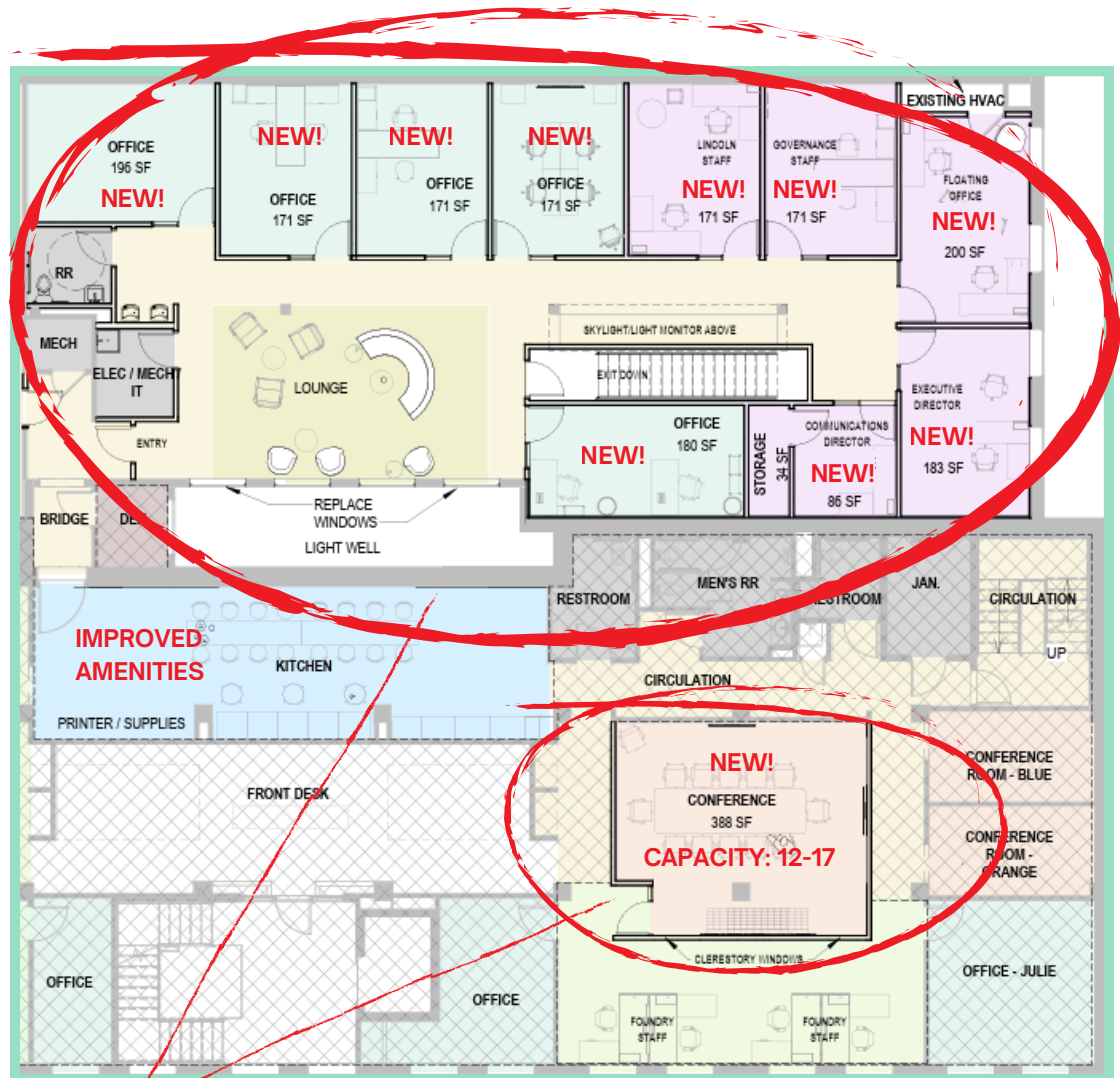 EXISTING HVAC
OFFICE
196 SF
NEW!
NEW!
OFFICE
171 SF
NEW!
OFFICE
171 SF
NEW!
OFFICE
171 SF
LINCOLN
STAFF
NEW!
171 SF
GOVERNANCE
STAFF
NEW!
171 SF
FLOATING
OFFICE
NEW!
200 SF
RR
MECH
ELEC / MECH
IT
ENTRY
LOUNGE
SKYLIGHT/LIGHT MONITOR ABOVE
EXIT DOWN
OFFICE
180 SF
NEW!
STORAGE
34 SF
COMMUNICATIONS
DIRECTOR
NEW!
86 SF
EXECUTIVE
DIRECTOR
NEW!
183 SF
BRIDGE
REPLACE
WINDOWS
LIGHT WELL
RESTROOM
MEN'S RR
RESTROOM
JAN.
CIRCULATION
UP
IMPROVED
AMENITIES
KITCHEN
PRINTER / SUPPLIES
CIRCULATION
FRONT DESK
NEW!
CONFERENCE
388 SF
CAPACITY: 12-17
CONFERENCE
ROOM - BLUE
CONFERENCE
ROOM -
ORANGE
CLERESTORY WINDOWS
OFFICE
OFFICE
FOUNDRY
STAFF
FOUNDRY
STAFF
OFFICE - JULIE